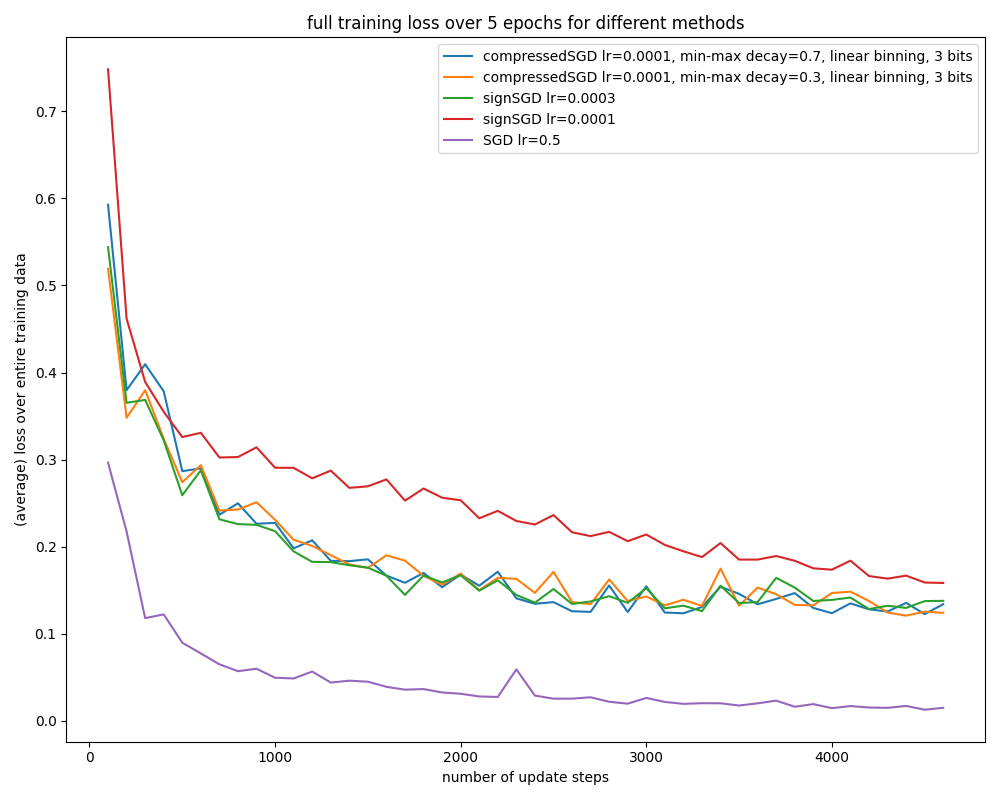 full training loss over 5 epochs for different methods
compressedSGD lr=0.0001, min-max decay=0.7, linear binning, 3 bits
compressedSGD lr=0.0001, min-max decay=0.3, linear binning, 3 bits
signSGD lr=0.0003
signSGD lr=0.0001
SGD lr=0.5
(average) loss over entire training data
0.7
0.6
0.5
0.4
0.3
0.2
0.1
0.0
0 1000 2000 3000 4000
number of update steps